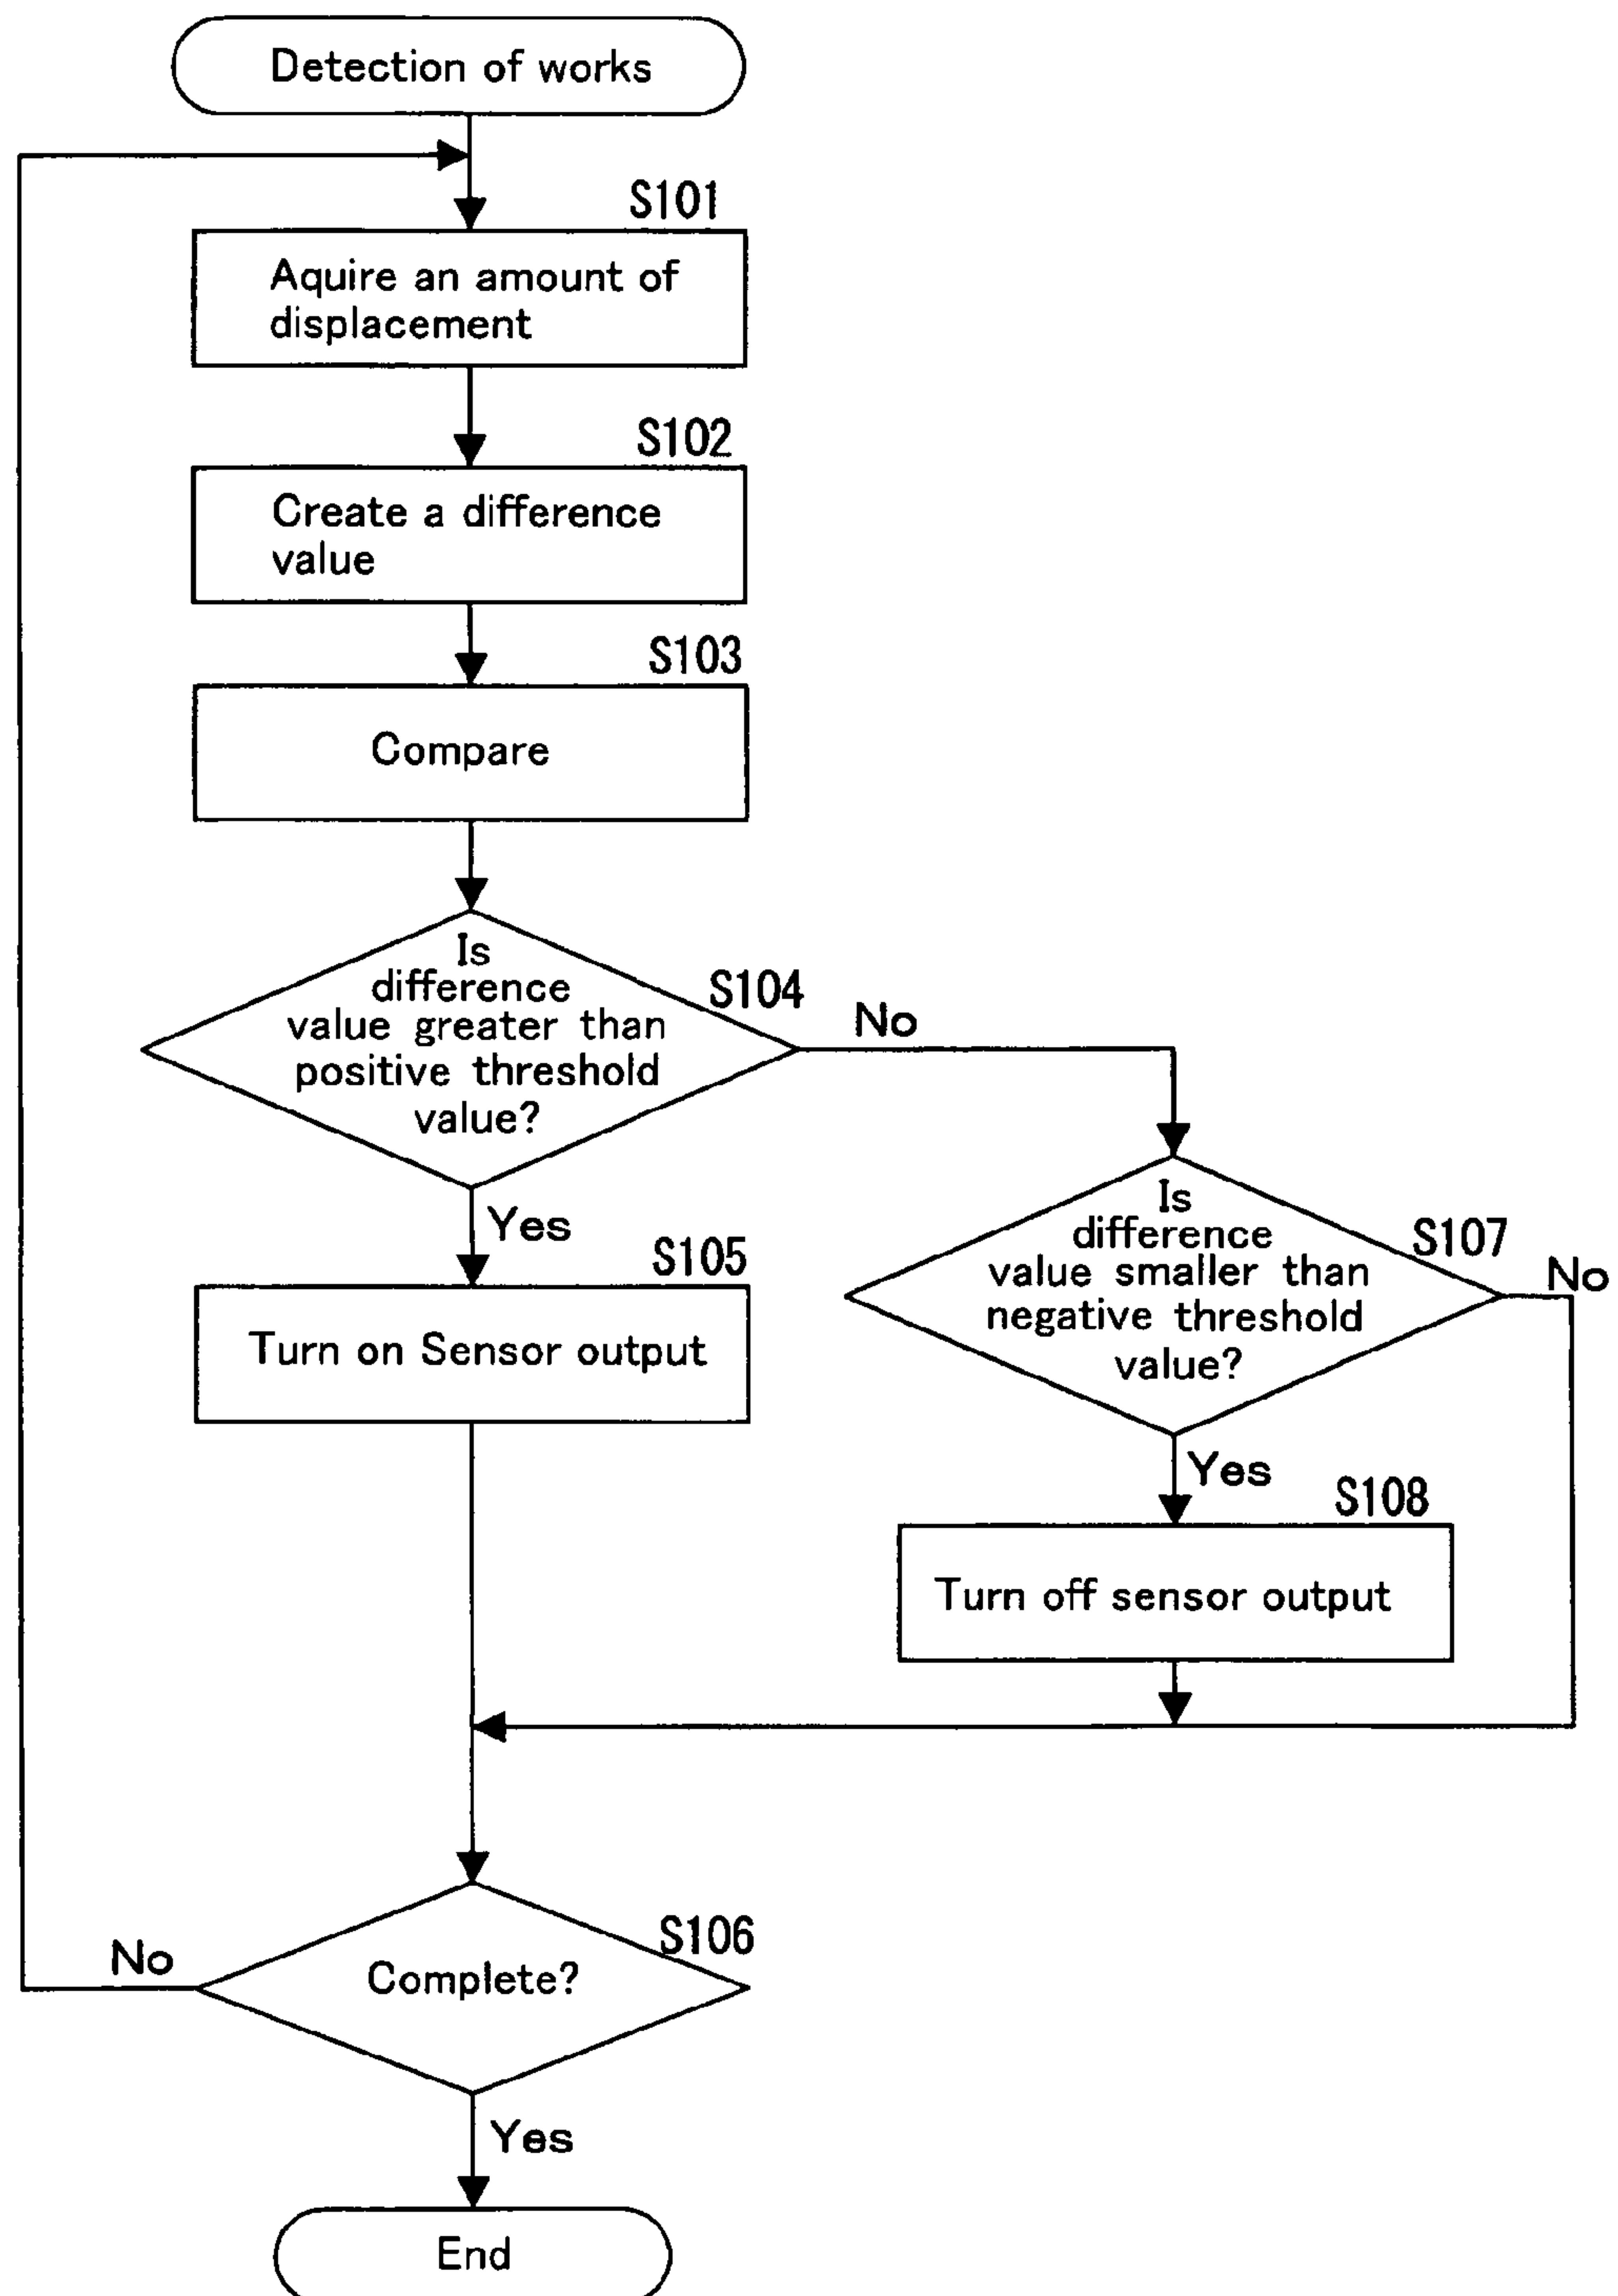 Detection of works
S101
Aquire an amount of
displacement
S102
Create a difference
value
S103
Compare
Is
difference
value greater than
positive threshold
value?
S104
No
Yes
S105
Turn on Sensor output
Is
difference
value smaller than
negative threshold
value?
S107
No
Yes
S108
Turn off sensor output
S106
Complete?
No
Yes
End